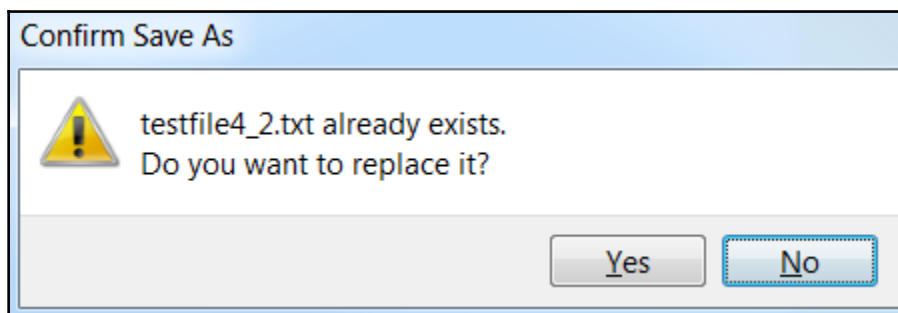 Confirm Save As
testfile4_2.txt already exists.
Do you want to replace it?
Yes
No